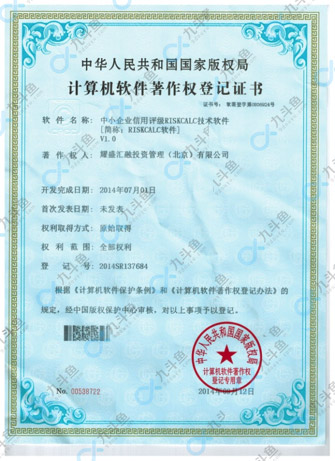 中华人民共和国国家版权局
计算机软件著作权登记证书
证书号: 软著登字第0806928号
软件名称: 中小企业信用评级RISKCALC技术软件
[简称: RISKCALC软件]
V1.0
著作权人: 耀盛汇融投资管理(北京)有限公司
开发完成日期: 2014年07月01日
首次发表日期: 未发表
权利取得方式: 原始取得
权利范围: 全部权利
登记号: 2014SR137684
根据《计算机软件保护条例》和《计算机软件著作权登记办法》的
规定,经中国版权保护中心审核,对以上事项予以登记。
中华人民共和国国家版权局
计算机软件著作权
登记专用章
No. 00538722
2014年09月12日
九斗鱼